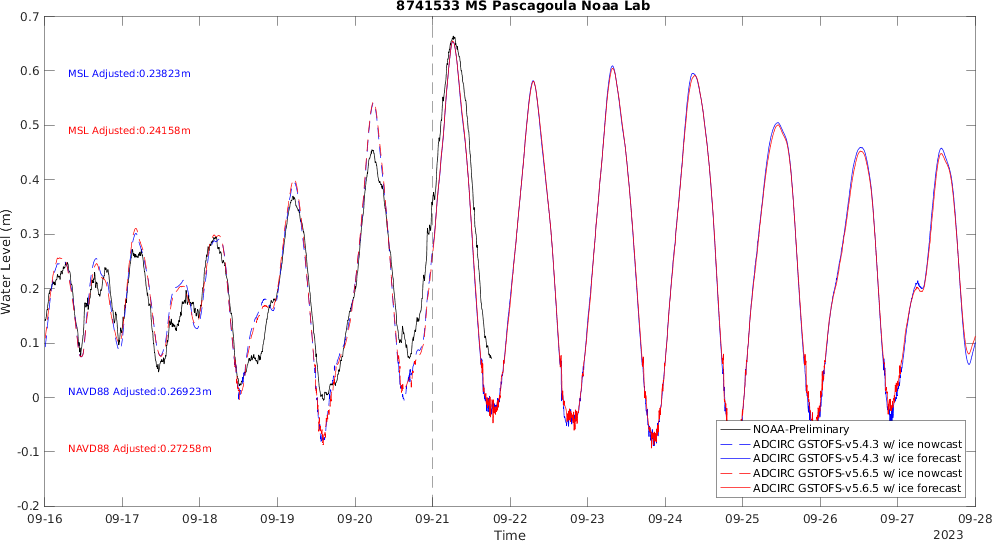 8741533 MS Pascagoula Noaa Lab
0.7
0.6
0.5
0.4
0.3
0.2
0.1
0
-0.1
-0.2
Water Level (m)
MSL Adjusted:0.23823m
MSL Adjusted:0.24158m
NAVD88 Adjusted:0.26923m
NAVD88 Adjusted:0.27258m
NOAA-Preliminary
ADCIRC GSTOFS-v5.4.3 w/ ice nowcast
ADCIRC GSTOFS-v5.4.3 w/ ice forecast
ADCIRC GSTOFS-v5.6.5 w/ ice nowcast
ADCIRC GSTOFS-v5.6.5 w/ ice forecast
09-16 09-17 09-18 09-19 09-20 09-21 09-22 09-23 09-24 09-25 09-26 09-27 09-28
Time
2023